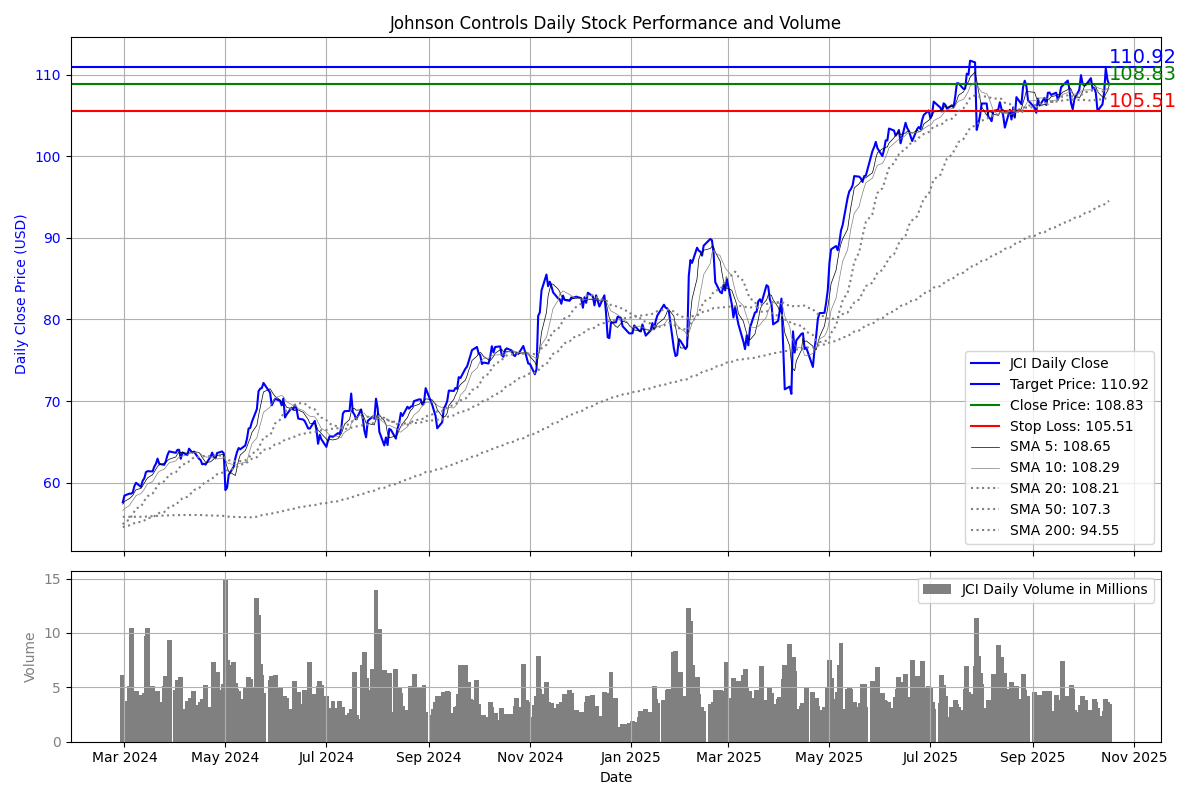 Johnson Controls Daily Stock Performance and Volume
Daily Close Price (USD)
110
100
90
80
70
60
110.92
108.83
105.51
JCI Daily Close
Target Price: 110.92
Close Price: 108.83
Stop Loss: 105.51
SMA 5: 108.65
SMA 10: 108.29
SMA 20: 108.21
SMA 50: 107.3
SMA 200: 94.55
Volume
15
10
5
0
JCI Daily Volume in Millions
Mar 2024 May 2024 Jul 2024 Sep 2024 Nov 2024 Jan 2025 Mar 2025 May 2025 Jul 2025 Sep 2025 Nov 2025
Date